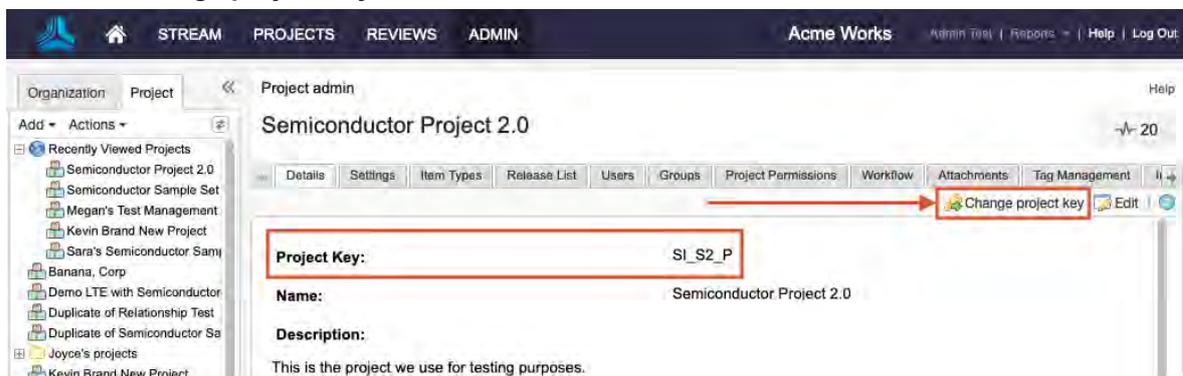 STREAM PROJECTS REVIEWS ADMIN Acme Works Admin Test | Reports | Help | Log Out
Organization Project
Add Actions
Recently Viewed Projects
Semiconductor Project 2.0
Semiconductor Sample Set
Megan's Test Management
Kevin Brand New Project
Sara's Semiconductor Samp
Banana, Corp
Demo LTE with Semiconductor
Duplicate of Relationship Test
Duplicate of Semiconductor Sa
Joyce's projects
Kevin Brand New Project
Project admin Help
Semiconductor Project 2.0 20
Details Settings Item Types Release List Users Groups Project Permissions Workflow Attachments Tag Management
Change project key Edit
Project Key: SI_S2_P
Name: Semiconductor Project 2.0
Description:
This is the project we use for testing purposes.